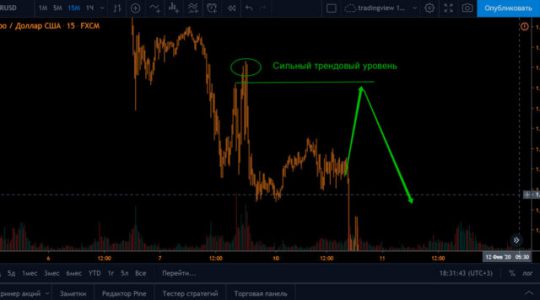 RUSD 1М 5М 15М 1Ч .tradingview 1... Опубликовать
ро / Доллар США 15 FXCM
Сильный трендовый уровень
6 12:00 7 12:00 10 12:00 11 12:00 12 Фев '20 05:30
5д 1мес 3мес 6мес YTD 1г 5л Все Перейти... 18:31:43 (UTC+3) % лог
ринер акций Заметки Редактор Pine Тестер стратегий Торговая панель